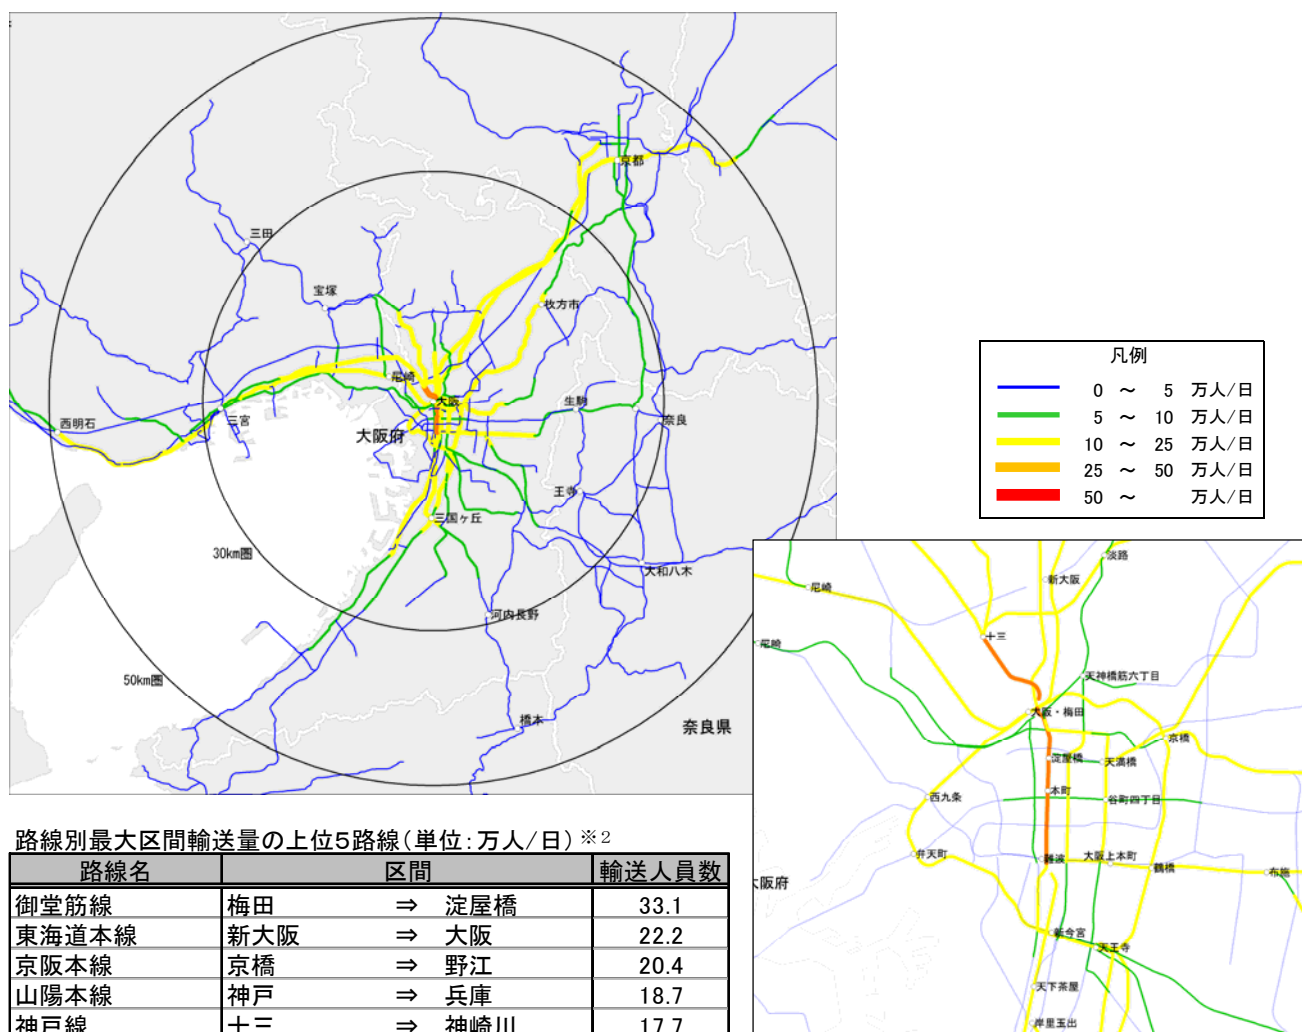 京都
三田
宝塚
枚方市
尼崎
大阪
生駒
奈良
三宮
西明石
大阪府
王寺
三国ヶ丘
30km圏
大和八木
河内長野
50km圏
橋本
奈良県
凡例
0 ～ 5 万人/日
5 ～ 10 万人/日
10 ～ 25 万人/日
25 ～ 50 万人/日
50 ～ 万人/日
淡路
新大阪
尼崎
十三
尼崎
天神橋筋六丁目
大阪・梅田
京橋
淀屋橋
天満橋
本町
西九条
谷町四丁目
弁天町
難波
大阪上本町
鶴橋
布施
大阪府
新今宮
天王寺
天下茶屋
岸里玉出
路線別最大区間輸送量の上位5路線(単位:万人/日)※2
路線名 区間 輸送人員数
御堂筋線 梅田 ⇒ 淀屋橋 33.1
東海道本線 新大阪 ⇒ 大阪 22.2
京阪本線 京橋 ⇒ 野江 20.4
山陽本線 神戸 ⇒ 兵庫 18.7
神戸線 十三 ⇒ 神崎川 17.7